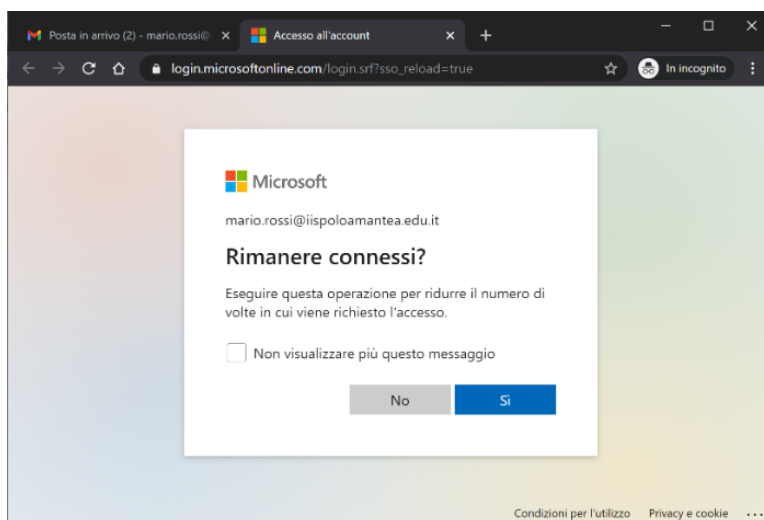 Posta in arrivo (2) - mario.rossi@
Accesso all'account
login.microsoftonline.com/login.srf?sso_reload=true
In incognito
Microsoft
mario.rossi@iispoloamantea.edu.it
Rimanere connessi?
Eseguire questa operazione per ridurre il numero di
volte in cui viene richiesto l'accesso.
Non visualizzare più questo messaggio
No
Sì
Condizioni per l'utilizzo
Privacy e cookie